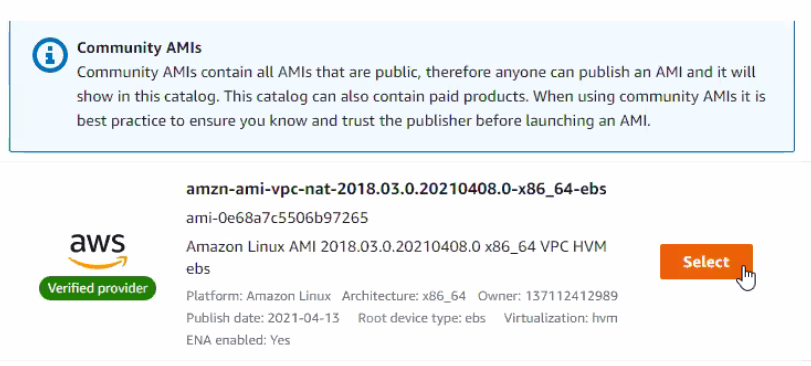 Community AMIs
Community AMIs contain all AMIs that are public, therefore anyone can publish an AMI and it will
show in this catalog. This catalog can also contain paid products. When using community AMIs it is
best practice to ensure you know and trust the publisher before launching an AMI.
amzn-ami-vpc-nat-2018.03.0.20210408.0-x86_64-ebs
ami-0e68a7c5506b97265
Amazon Linux AMI 2018.03.0.20210408.0 x86_64 VPC HVM
ebs
Platform: Amazon Linux Architecture: x86_64 Owner: 137112412989
Publish date: 2021-04-13 Root device type: ebs Virtualization: hvm
ENA enabled: Yes
aws
Verified provider
Select